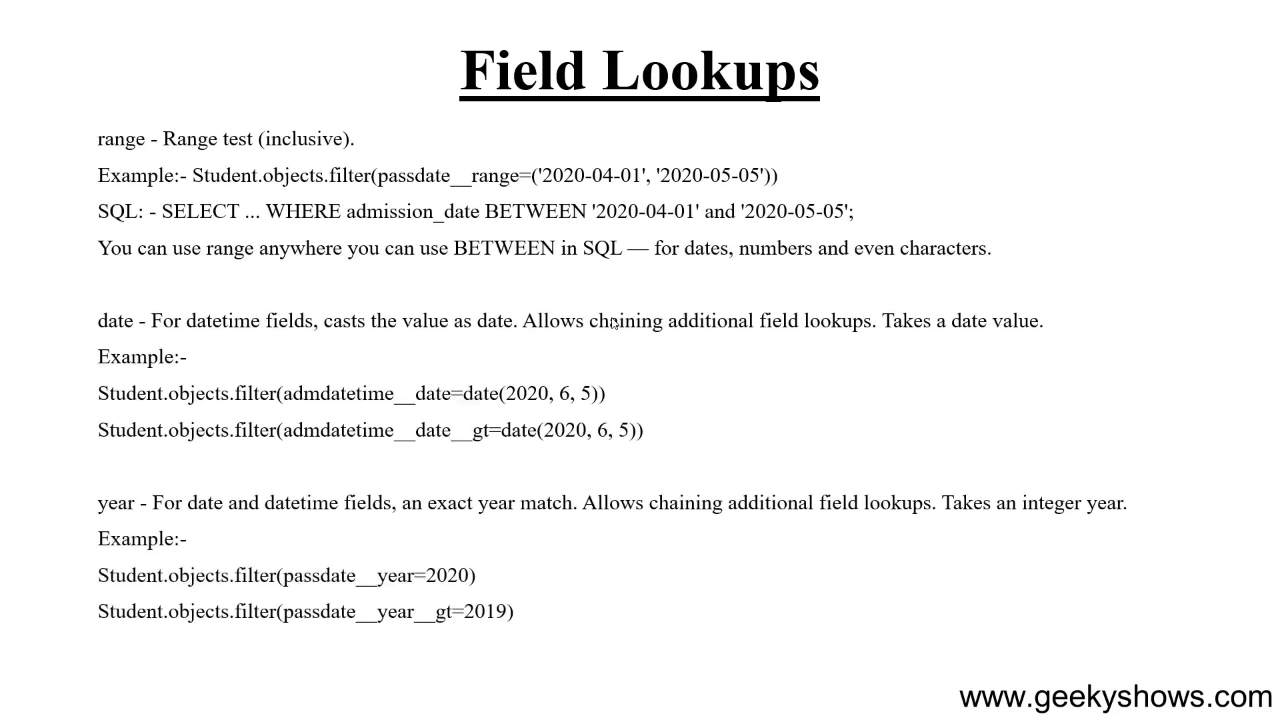 Field Lookups
range - Range test (inclusive).
Example:- Student.objects.filter(passdate__range=('2020-04-01', '2020-05-05'))
SQL: - SELECT ... WHERE admission_date BETWEEN '2020-04-01' and '2020-05-05';
You can use range anywhere you can use BETWEEN in SQL — for dates, numbers and even characters.
date - For datetime fields, casts the value as date. Allows chaining additional field lookups. Takes a date value.
Example:-
Student.objects.filter(admdatetime__date=date(2020, 6, 5))
Student.objects.filter(admdatetime__date__gt=date(2020, 6, 5))
year - For date and datetime fields, an exact year match. Allows chaining additional field lookups. Takes an integer year.
Example:-
Student.objects.filter(passdate__year=2020)
Student.objects.filter(passdate__year__gt=2019)
www.geekyshows.com